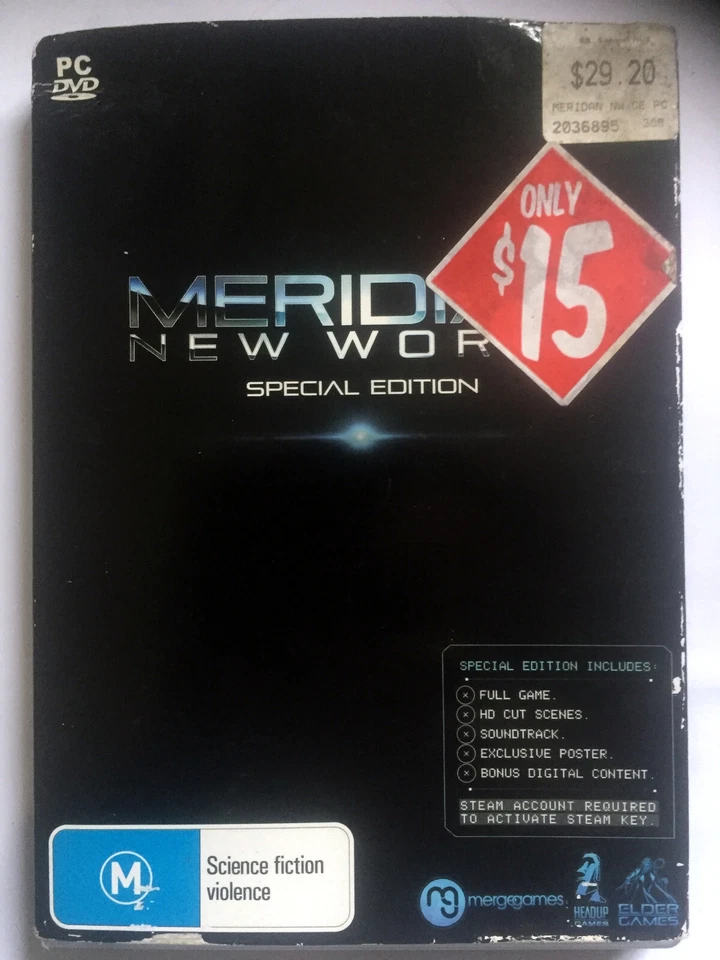 PC
DVD
$29.20
MERIDAN NW CE PC
2036895
ONLY
$15
MERIDI
NEW WOR
SPECIAL EDITION
SPECIAL EDITION INCLUDES:
FULL GAME.
HD CUT SCENES.
SOUNDTRACK.
EXCLUSIVE POSTER.
BONUS DIGITAL CONTENT.
STEAM ACCOUNT REQUIRED
TO ACTIVATE STEAM KEY.
M
Science fiction
violence
mg mergegames
HEADUP
GAMES
ELDER
GAMES